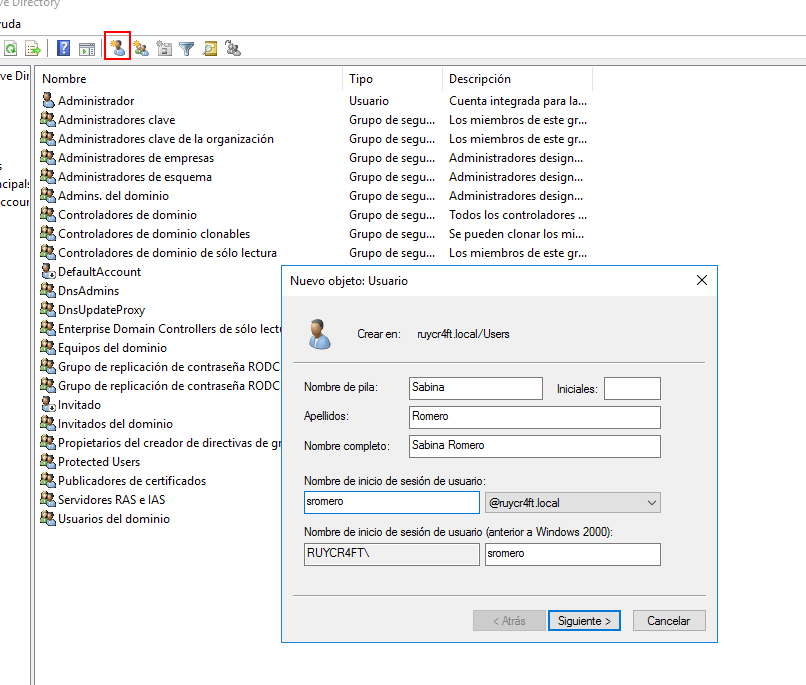 ve Directory
yuda
ve Dir
s
ncipals
ccoun
Nombre Tipo Descripción
Administrador Usuario Cuenta integrada para la...
Administradores clave Grupo de segu... Los miembros de este gr...
Administradores clave de la organización Grupo de segu... Los miembros de este gr...
Administradores de empresas Grupo de segu... Administradores design...
Administradores de esquema Grupo de segu... Administradores design...
Admins. del dominio Grupo de segu... Administradores design...
Controladores de dominio Grupo de segu... Todos los controladores ...
Controladores de dominio clonables Grupo de segu... Se pueden clonar los mi...
Controladores de dominio de sólo lectura Grupo de segu... Los miembros de este gr...
DefaultAccount
DnsAdmins
DnsUpdateProxy
Enterprise Domain Controllers de sólo lectu
Equipos del dominio
Grupo de replicación de contraseña RODC
Grupo de replicación de contraseña RODC
Invitado
Invitados del dominio
Propietarios del creador de directivas de gr
Protected Users
Publicadores de certificados
Servidores RAS e IAS
Usuarios del dominio
Nuevo objeto: Usuario
Crear en: ruycr4ft.local/Users
Nombre de pila: Sabina Iniciales:
Apellidos: Romero
Nombre completo: Sabina Romero
Nombre de inicio de sesión de usuario:
sromero @ruycr4ft.local
Nombre de inicio de sesión de usuario (anterior a Windows 2000):
RUYCR4FT\ sromero
< Atrás Siguiente > Cancelar